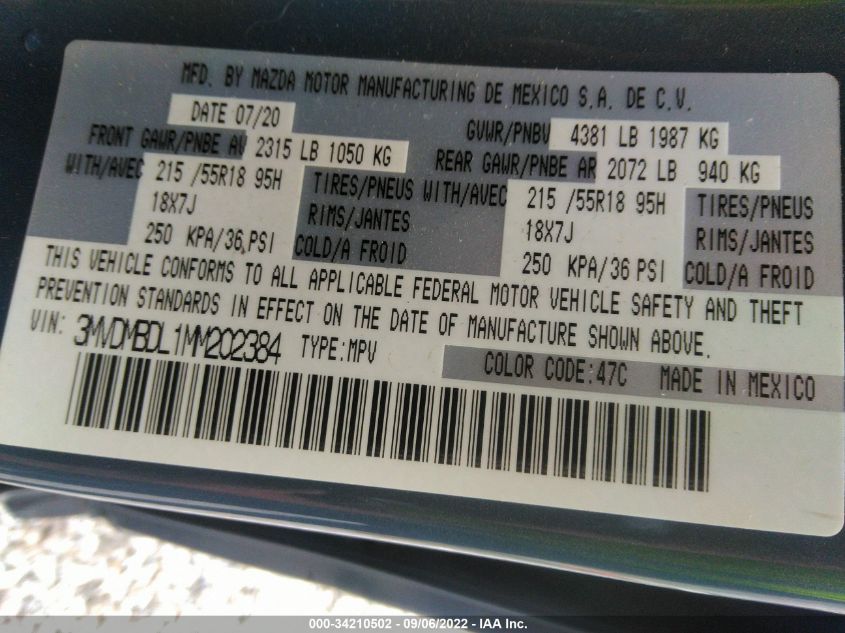 MFD. BY MAZDA MOTOR MANUFACTURING DE MEXICO S.A. DE C.V.
DATE 07/20 GVWR/PNBV 4381 LB 1987 KG
FRONT GAWR/PNBE AV 2315 LB 1050 KG REAR GAWR/PNBE AR 2072 LB 940 KG
WITH/AVEC 215 /55R18 95H TIRES/PNEUS WITH/AVEC 215 /55R18 95H TIRES/PNEUS
18X7J RIMS/JANTES 18X7J RIMS/JANTES
250 KPA/36 PSI COLD/A FROID 250 KPA/36 PSI COLD/A FROID
THIS VEHICLE CONFORMS TO ALL APPLICABLE FEDERAL MOTOR VEHICLE SAFETY AND THEFT
PREVENTION STANDARDS IN EFFECT ON THE DATE OF MANUFACTURE SHOWN ABOVE.
VIN: 3MVDMBDL1MM202384 TYPE:MPV
COLOR CODE:47C MADE IN MEXICO
000-34210502 - 09/06/2022 - IAA Inc.